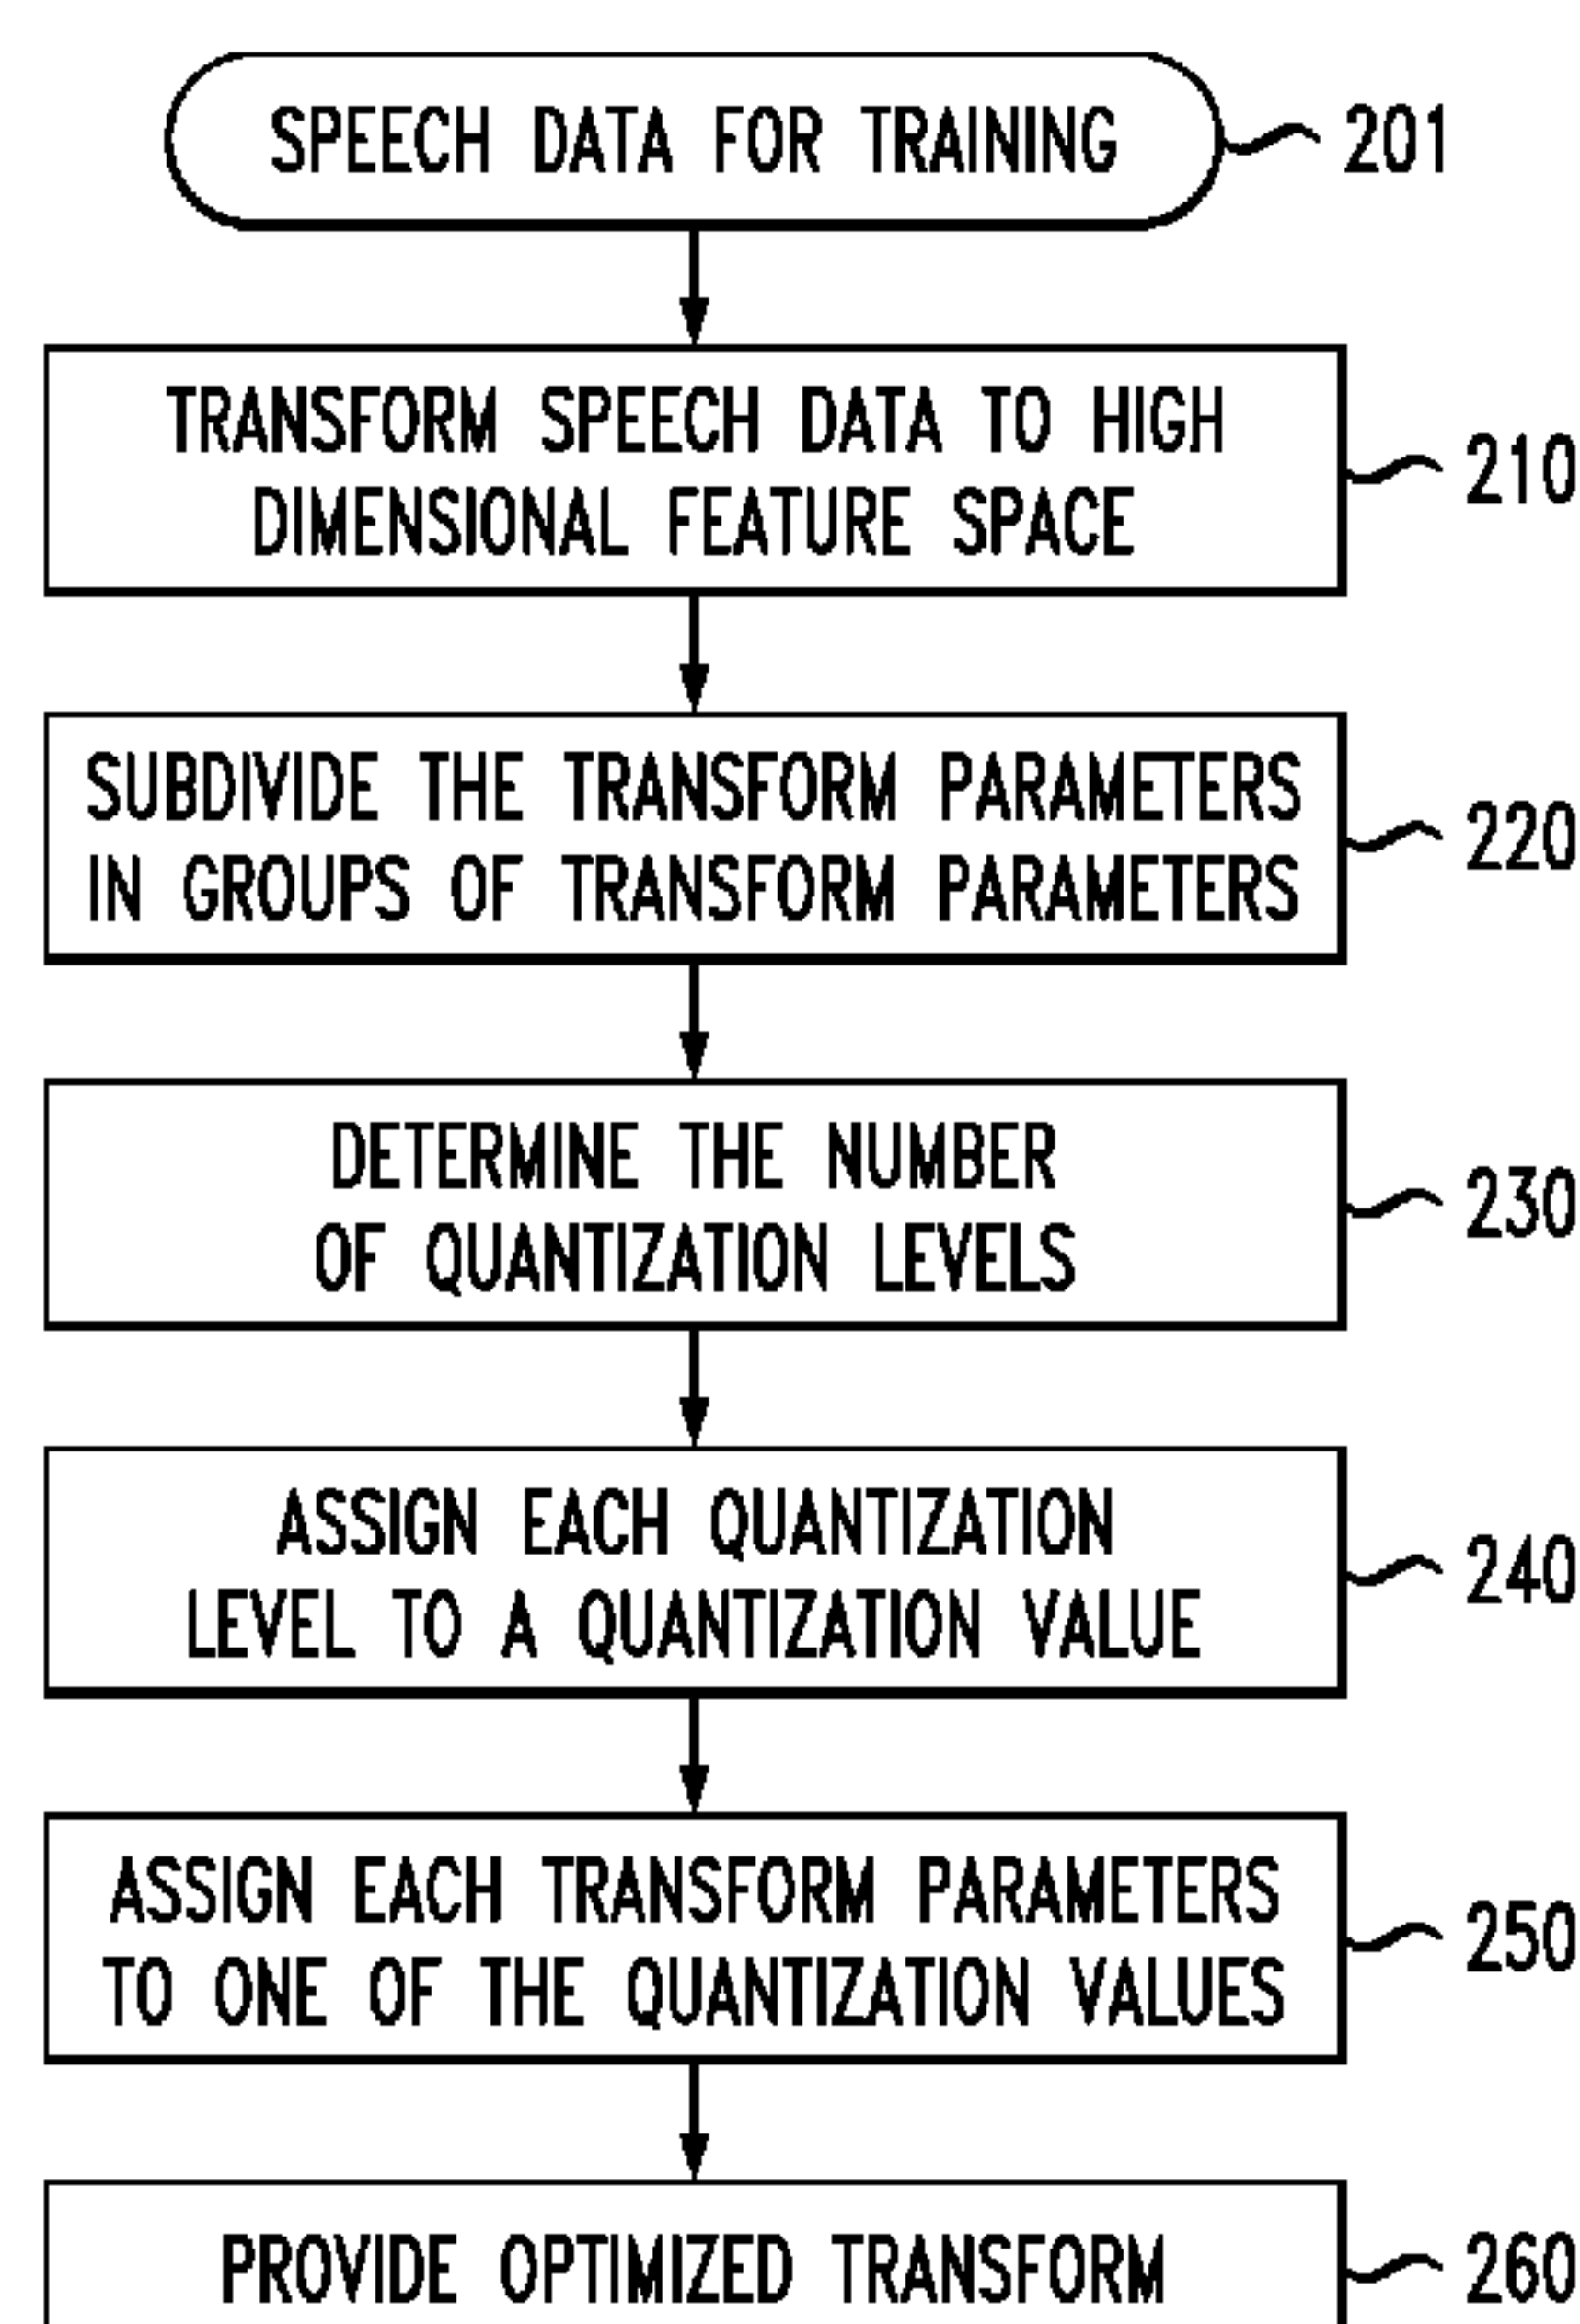 SPEECH DATA FOR TRAINING 201
TRANSFORM SPEECH DATA TO HIGH
DIMENSIONAL FEATURE SPACE
210
SUBDIVIDE THE TRANSFORM PARAMETERS
IN GROUPS OF TRANSFORM PARAMETERS
220
DETERMINE THE NUMBER
OF QUANTIZATION LEVELS
230
ASSIGN EACH QUANTIZATION
LEVEL TO A QUANTIZATION VALUE
240
ASSIGN EACH TRANSFORM PARAMETERS
TO ONE OF THE QUANTIZATION VALUES
250
PROVIDE OPTIMIZED TRANSFORM 260